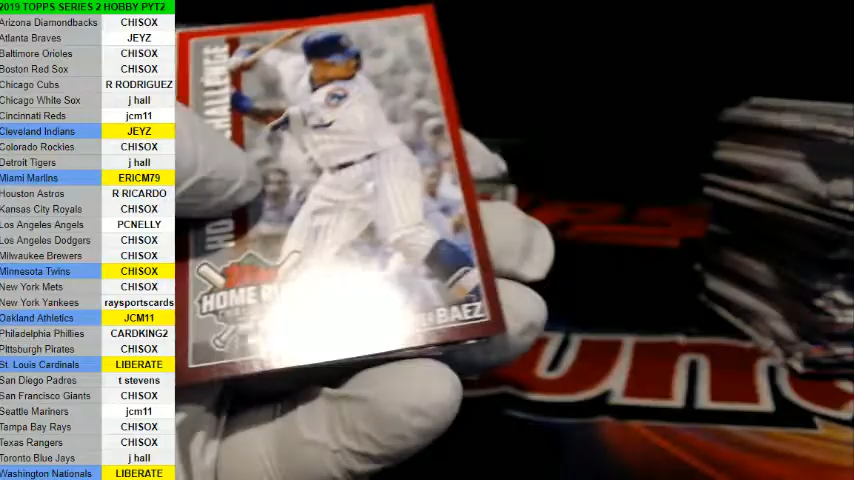 2019 TOPPS SERIES 2 HOBBY PYT2
Arizona Diamondbacks CHISOX
Atlanta Braves JEYZ
Baltimore Orioles CHISOX
Boston Red Sox CHISOX
Chicago Cubs R RODRIGUEZ
Chicago White Sox j hall
Cincinnati Reds jcm11
Cleveland Indians JEYZ
Colorado Rockies CHISOX
Detroit Tigers j hall
Miami Marlins ERICM79
Houston Astros R RICARDO
Kansas City Royals CHISOX
Los Angeles Angels PCNELLY
Los Angeles Dodgers CHISOX
Milwaukee Brewers CHISOX
Minnesota Twins CHISOX
New York Mets CHISOX
New York Yankees raysportscards
Oakland Athletics JCM11
Philadelphia Phillies CARDKING2
Pittsburgh Pirates CHISOX
St. Louis Cardinals LIBERATE
San Diego Padres t stevens
San Francisco Giants CHISOX
Seattle Mariners jcm11
Tampa Bay Rays CHISOX
Texas Rangers CHISOX
Toronto Blue Jays j hall
Washington Nationals LIBERATE
HOME
BAEZ